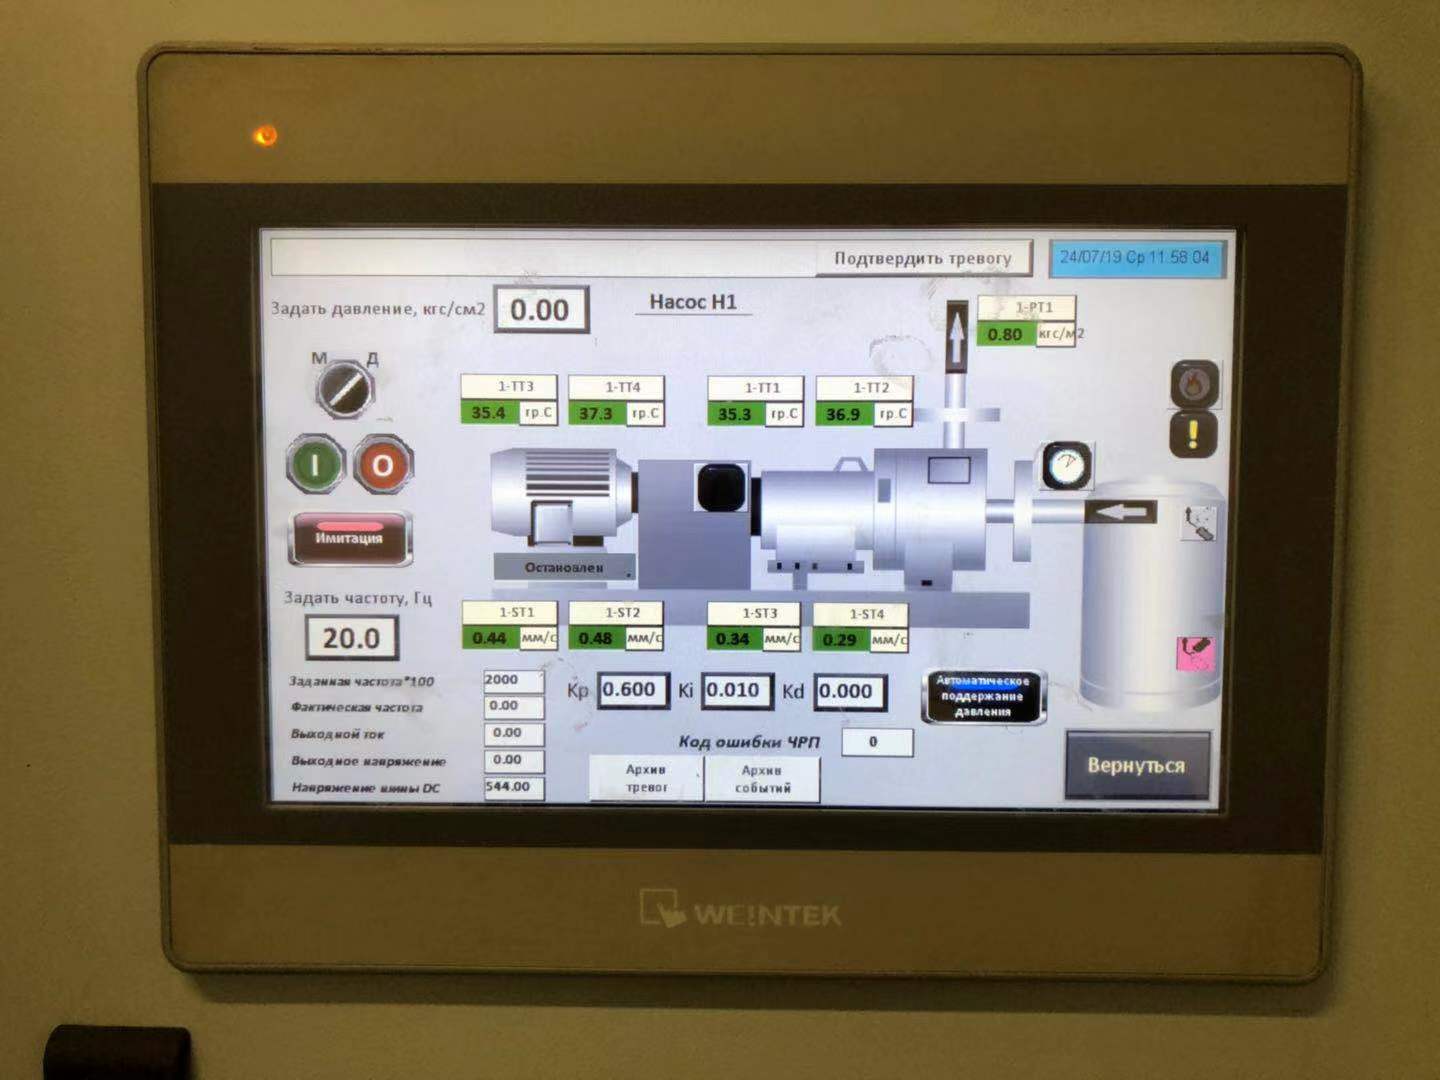 Подтвердить тревогу
24/07/19 Ср 11:58:04
Задать давление, кгс/см2 0.00
Насос Н1
1-PT1
0.80 кгс/м2
М Д
1-TT3 1-TT4 1-TT1 1-TT2
35.4 гр.С 37.3 гр.С 35.3 гр.С 36.9 гр.С
I O
Имитация
Остановлен
Задать частоту, Гц
20.0
1-ST1 1-ST2 1-ST3 1-ST4
0.44 мм/с 0.48 мм/с 0.34 мм/с 0.29 мм/с
Заданная частота*100 2000
Фактическая частота 0.00
Выходной ток 0.00
Выходное напряжение 0.00
Напряжение шины DC 544.00
Kp 0.600 Ki 0.010 Kd 0.000
Автоматическое
поддержание
давления
Код ошибки ЧРП 0
Архив
тревог
Архив
событий
Вернуться
WEINTEK